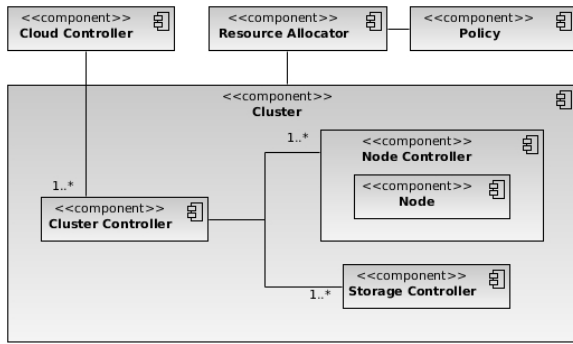 <<component>>
Cloud Controller
<<component>>
Resource Allocator
<<component>>
Policy
<<component>>
Cluster
1..*
<<component>>
Node Controller
<<component>>
Node
1..*
<<component>>
Cluster Controller
<<component>>
Storage Controller
1..*